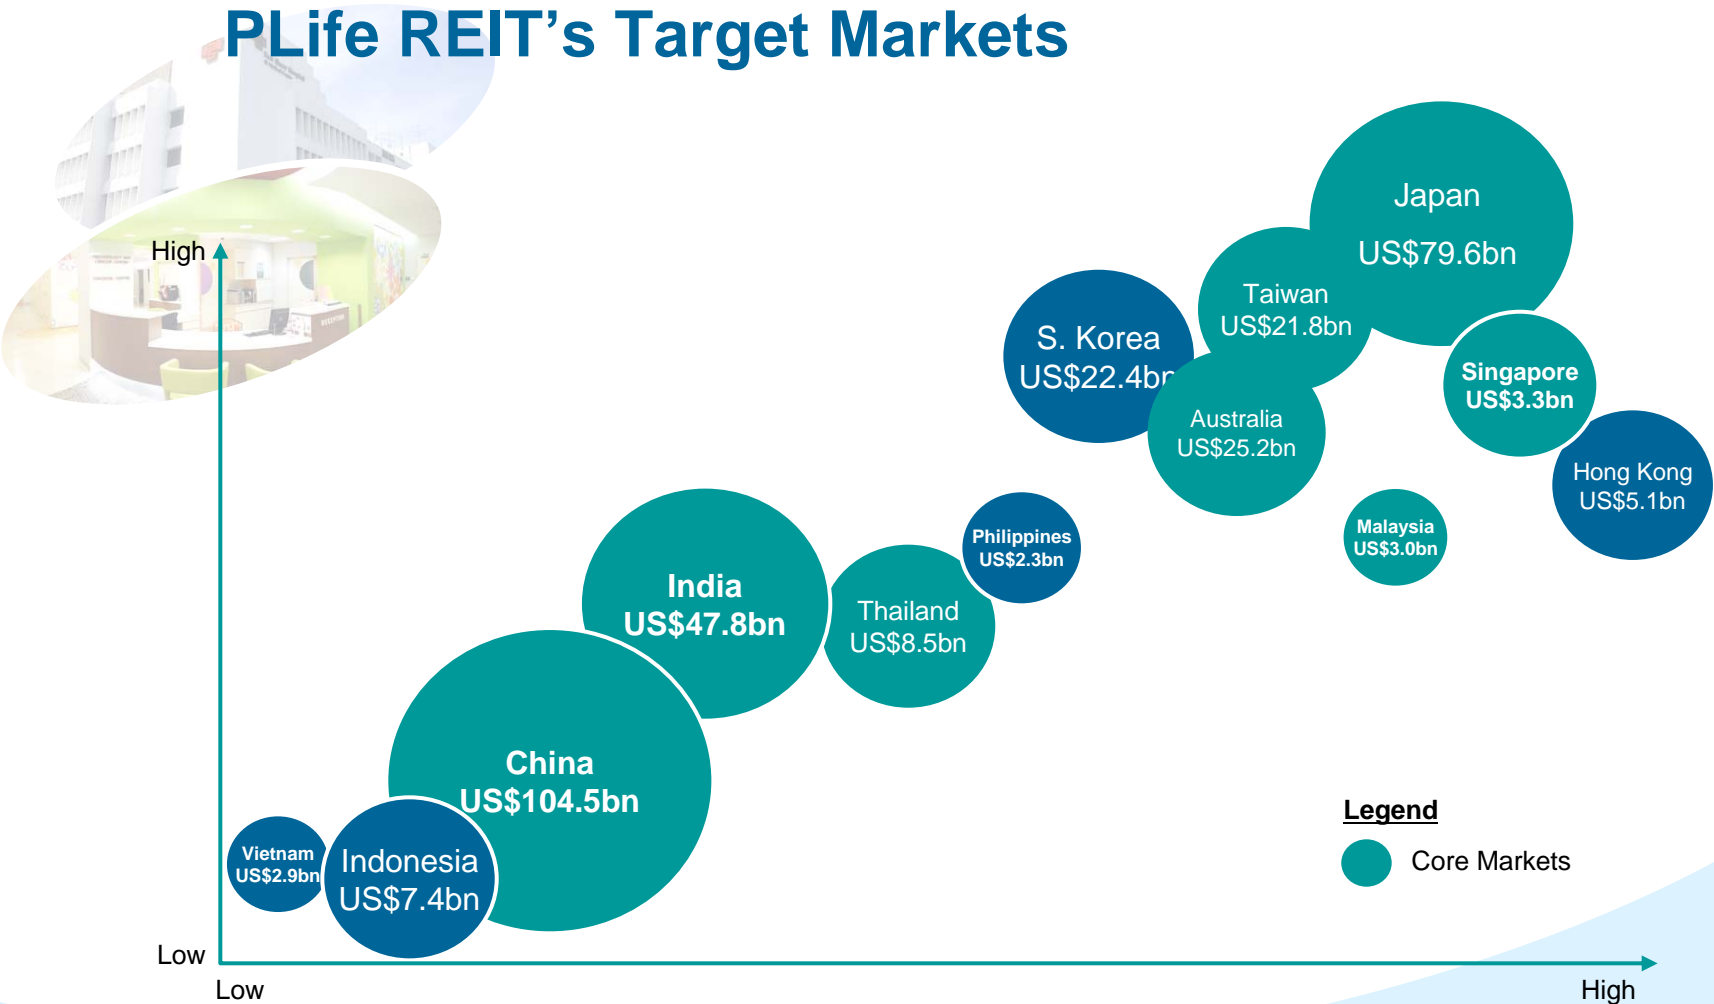 PLife REIT's Target Markets
High
Japan
US$79.6bn
Taiwan
US$21.8bn
S. Korea
US$22.4bn
Singapore
US$3.3bn
Australia
US$25.2bn
Hong Kong
US$5.1bn
Philippines
US$2.3bn
Malaysia
US$3.0bn
India
US$47.8bn
Thailand
US$8.5bn
China
US$104.5bn
Vietnam
US$2.9bn
Indonesia
US$7.4bn
Legend
Core Markets
Low
Low
High